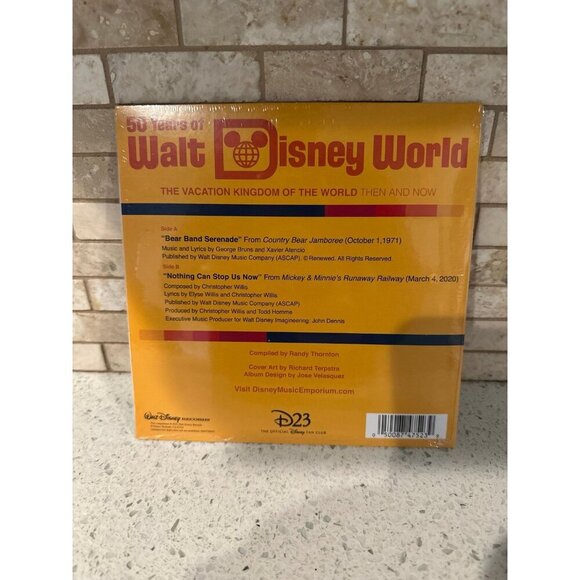 50 Years of
Walt Disney World
THE VACATION KINGDOM OF THE WORLD THEN AND NOW
Side A
"Bear Band Serenade" From Country Bear Jamboree (October 1,1971)
Music and Lyrics by George Bruns and Xavier Atencio
Published by Walt Disney Music Company (ASCAP). © Renewed. All Rights Reserved.
Side B
"Nothing Can Stop Us Now" From Mickey & Minnie's Runaway Railway (March 4, 2020)
Composed by Christopher Willis
Lyrics by Elyse Willis and Christopher Willis
Published by Walt Disney Music Company (ASCAP)
Produced by Christopher Willis and Todd Homme
Executive Music Producer for Walt Disney Imagineering: John Dennis
Compiled by Randy Thornton
Cover Art by Richard Terpstra
Album Design by Jose Velasquez
Visit DisneyMusicEmporium.com
Walt Disney RECORDS
D23
THE OFFICIAL Disney FAN CLUB
0 50087 47523